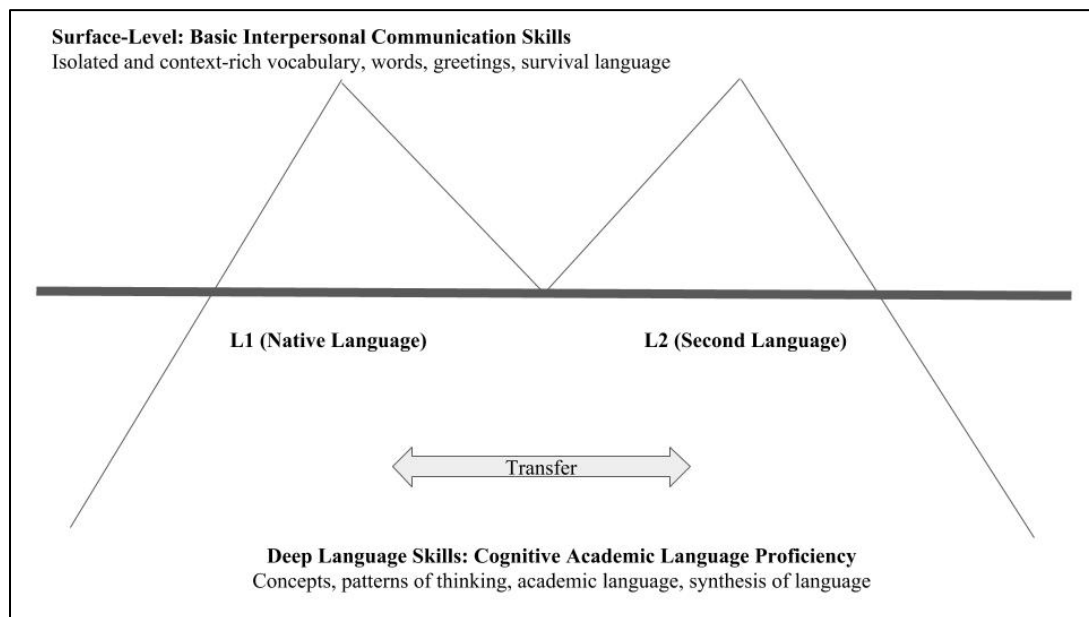 Surface-Level: Basic Interpersonal Communication Skills
Isolated and context-rich vocabulary, words, greetings, survival language
L1 (Native Language)
L2 (Second Language)
Transfer
Deep Language Skills: Cognitive Academic Language Proficiency
Concepts, patterns of thinking, academic language, synthesis of language